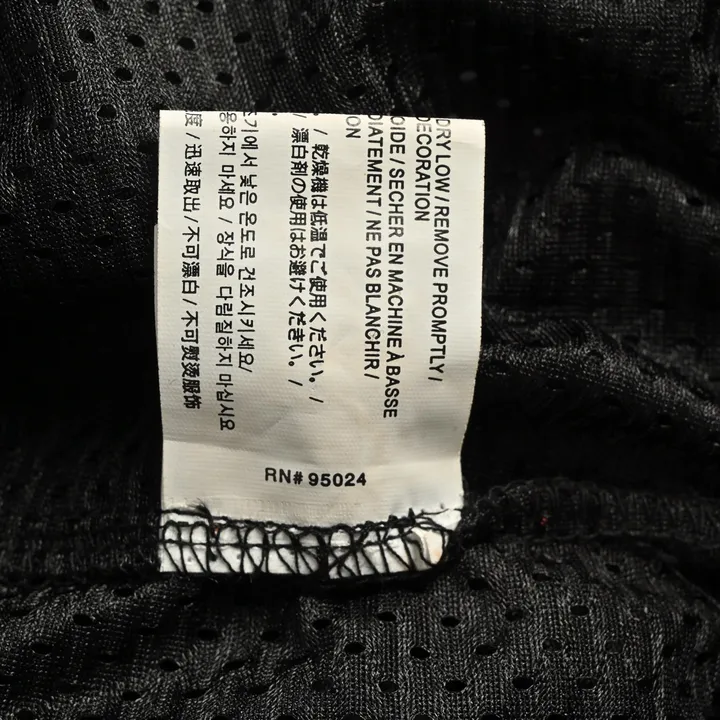 DRY LOW / REMOVE PROMPTLY /
DECORATION
OIDE / SECHER EN MACHINE À BASSE
DIATEMENT / NE PAS BLANCHIR /
ON
/ 乾燥機は低温でご使用ください。 /
/ 漂白剤の使用はお避けください。 /
기에서 낮은 온도로 건조시키세요/
용하지 마세요 / 장식을 다림질하지 마십시요
度 / 迅速取出 / 不可漂白 / 不可熨烫服饰
RN# 95024